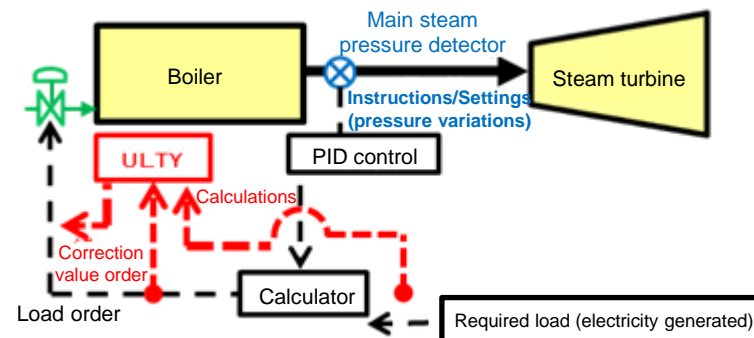 Main steam
pressure detector
Boiler
Steam turbine
Instructions/Settings
(pressure variations)
ULTY
PID control
Calculations
Correction
value order
Load order
Calculator
Required load (electricity generated)